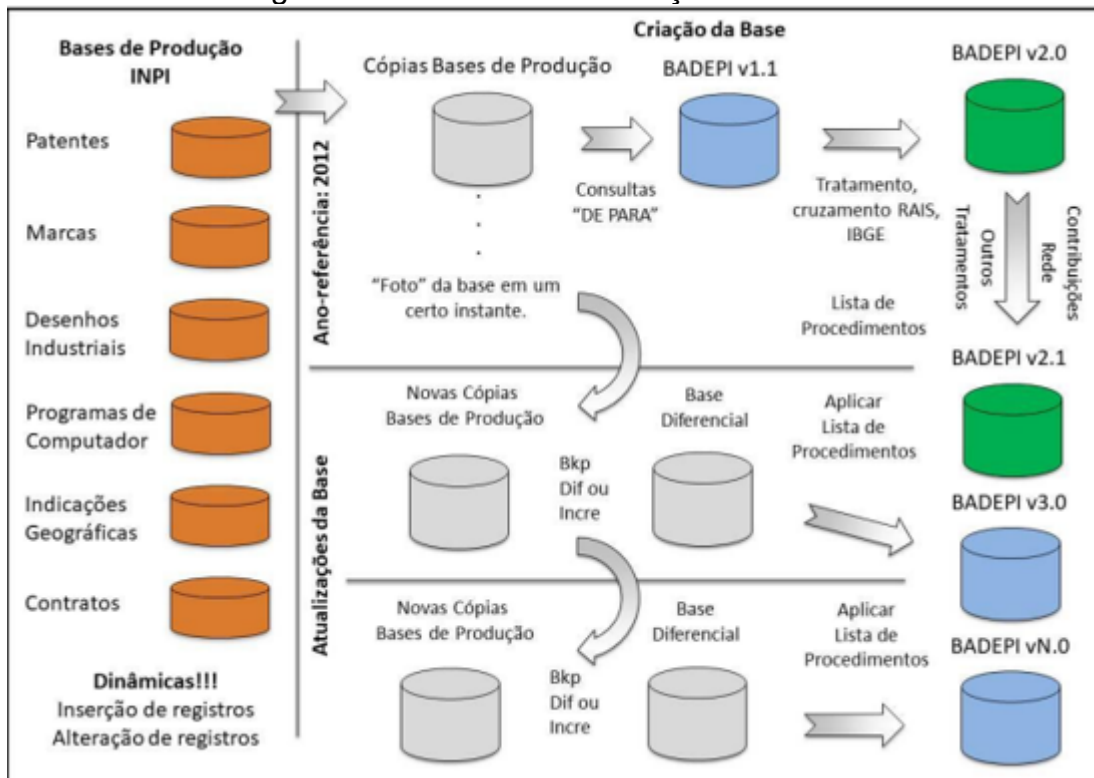 Bases de Produção
INPI
Patentes
Marcas
Desenhos
Industriais
Programas de
Computador
Indicações
Geográficas
Contratos
Dinâmicas!!!
Inserção de registros
Alteração de registros
Ano-referência: 2012
Atualizações da Base
Criação da Base
Cópias Bases de Produção
BADEPI v1.1
BADEPI v2.0
Consultas
"DE PARA"
Tratamento,
cruzamento RAIS,
IBGE
"Foto" da base em um
certo instante.
Lista de
Procedimentos
Contribuições
Rede
Outros
Tratamentos
BADEPI v2.1
Novas Cópias
Bases de Produção
Bkp
Dif ou
Incre
Base
Diferencial
Aplicar
Lista de
Procedimentos
BADEPI v3.0
Novas Cópias
Bases de Produção
Bkp
Dif ou
Incre
Base
Diferencial
Aplicar
Lista de
Procedimentos
BADEPI vN.0